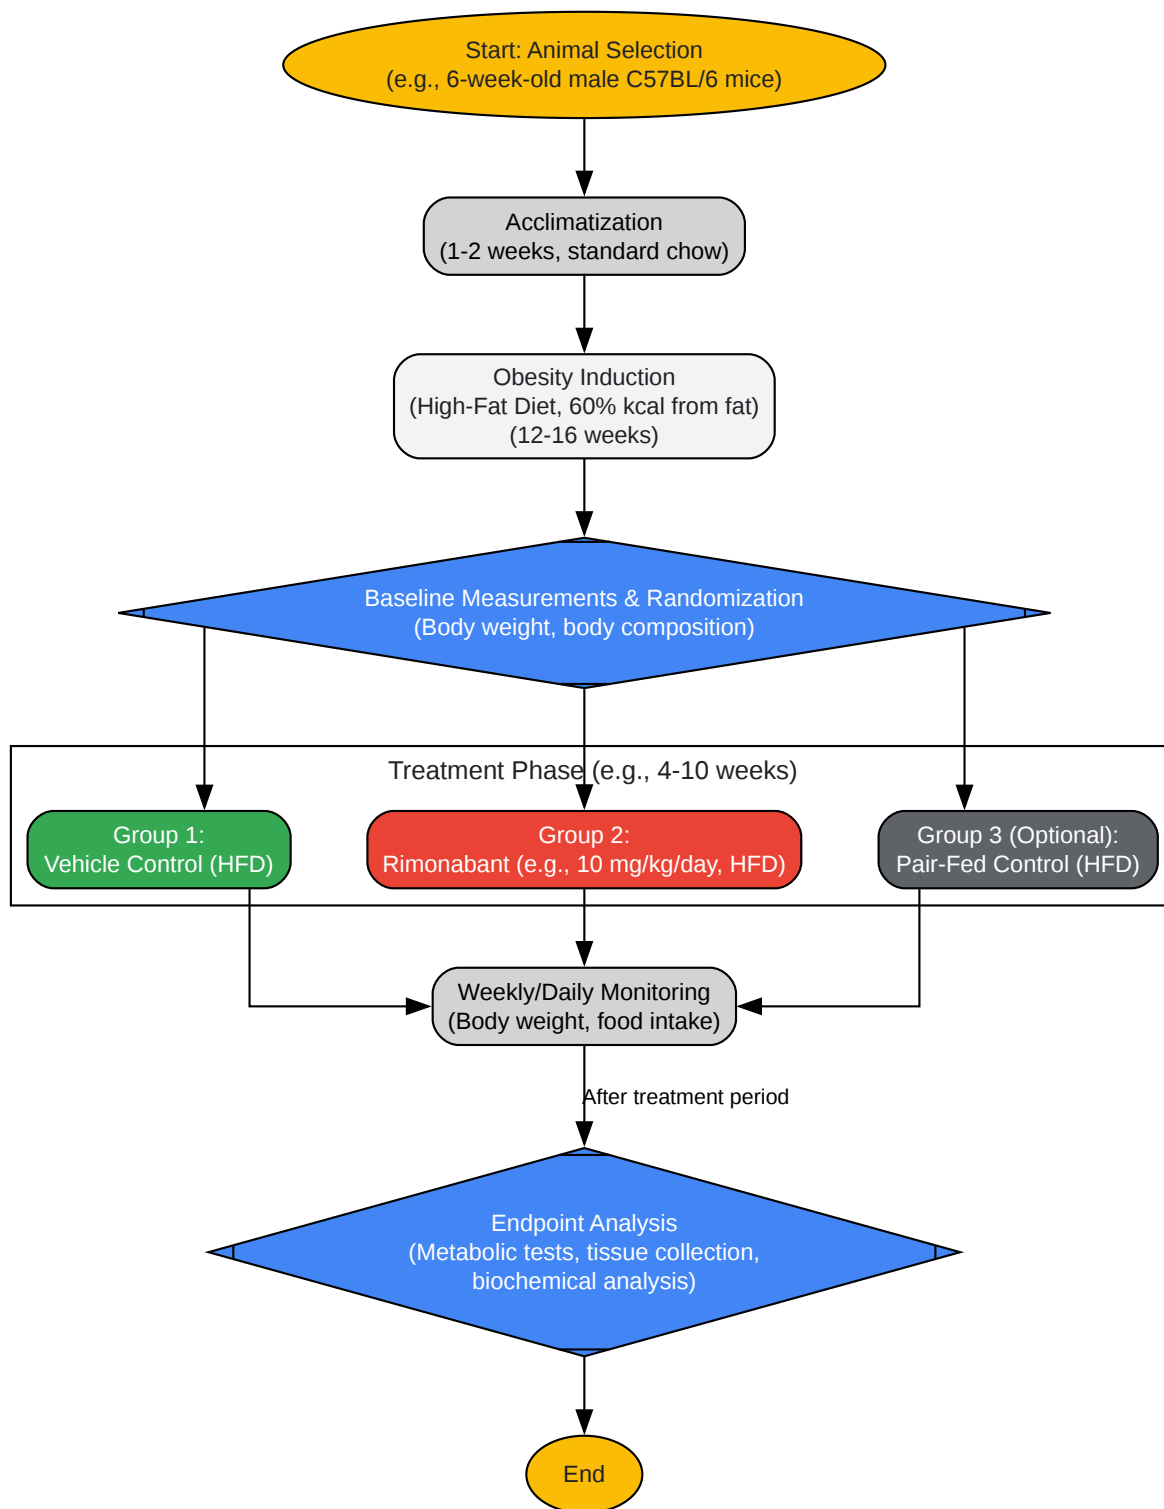 Start: Animal Selection
(e.g., 6-week-old male C57BL/6 mice)
Acclimatization
(1-2 weeks, standard chow)
Obesity Induction
(High-Fat Diet, 60% kcal from fat)
(12-16 weeks)
Baseline Measurements & Randomization
(Body weight, body composition)
Treatment Phase (e.g., 4-10 weeks)
Group 1:
Vehicle Control (HFD)
Group 2:
Rimonabant (e.g., 10 mg/kg/day, HFD)
Group 3 (Optional):
Pair-Fed Control (HFD)
Weekly/Daily Monitoring
(Body weight, food intake)
After treatment period
Endpoint Analysis
(Metabolic tests, tissue collection,
biochemical analysis)
End